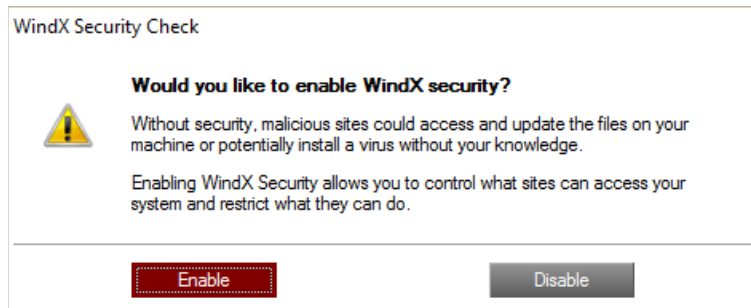 WindX Security Check
Would you like to enable WindX security?
Without security, malicious sites could access and update the files on your
machine or potentially install a virus without your knowledge.
Enabling WindX Security allows you to control what sites can access your
system and restrict what they can do.
Enable
Disable